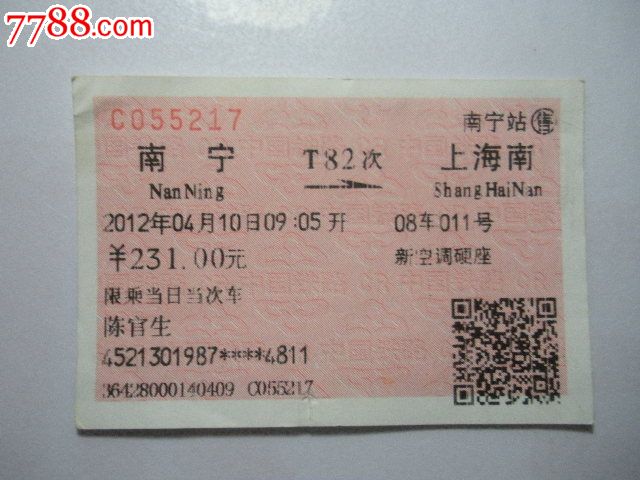 7788.com
C055217 南宁站售
南宁 T82次 上海南
NanNing ShangHaiNan
2012年04月10日09:05开 08车011号
¥231.00元 新空调硬座
限乘当日当次车
陈官生
4521301987****4811
36428000140409 C055217